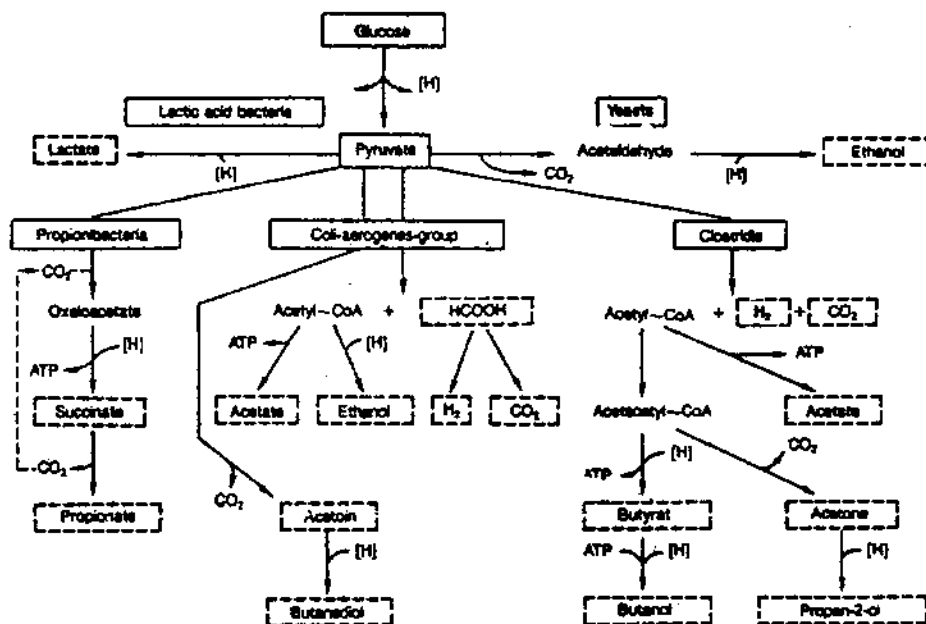 Glucose
[H]
Lactic acid bacteria
Yeasts
Lactate
Pyruvate
Acetaldehyde
Ethanol
[H]
CO₂
[H]
Propionibacteria
Coli-aerogenes-group
Clostridia
CO₂
Oxaloacetate
Acetyl~CoA + HCOOH
Acetyl~CoA + H₂ + CO₂
ATP
[H]
ATP
[H]
ATP
Succinate
Acetate
Ethanol
H₂
CO₂
Acetacetyl~CoA
Acetate
CO₂
CO₂
ATP
[H]
CO₂
Propionate
Acetoin
Butyrat
Acetone
[H]
ATP
[H]
[H]
Butanediol
Butanol
Propan-2-ol